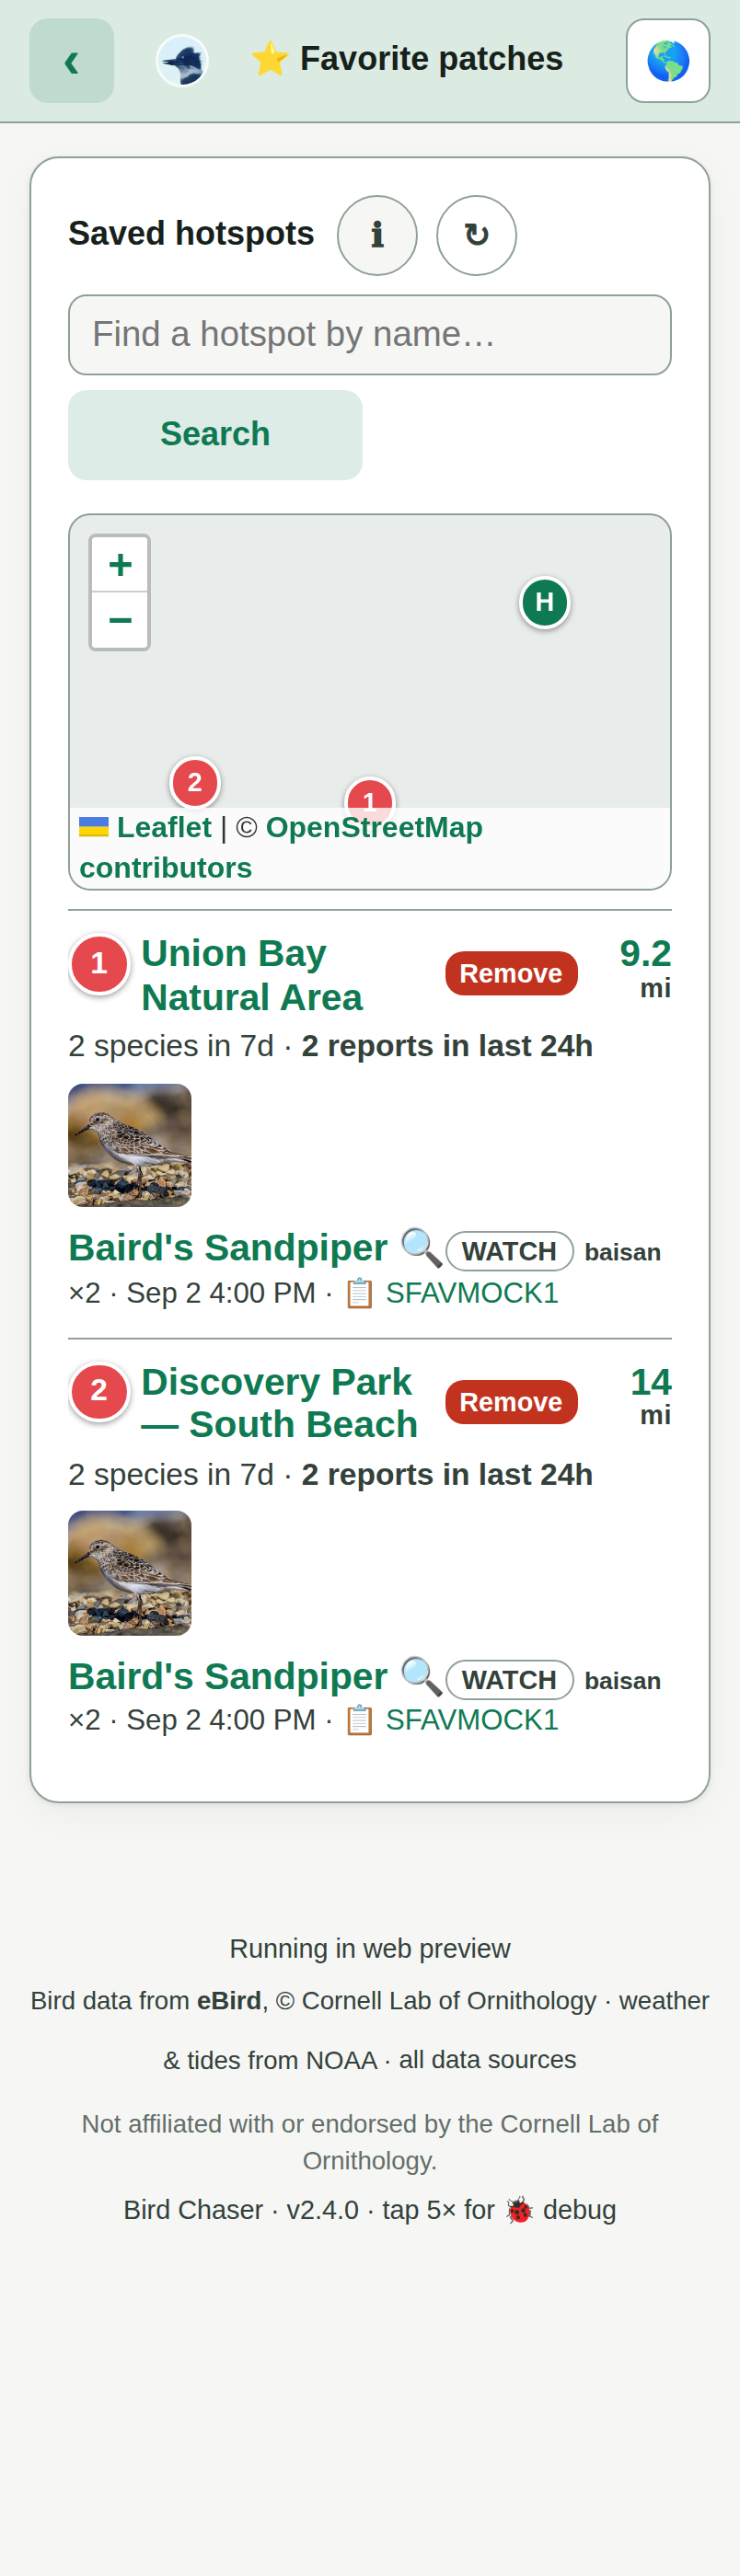 ‹ ⭐ Favorite patches 🌎
Saved hotspots ℹ ↻
Find a hotspot by name…
Search
+
−
H
2
1
Leaflet | © OpenStreetMap
contributors
1 Union Bay
Natural Area
Remove
9.2
mi
2 species in 7d · 2 reports in last 24h
Baird's Sandpiper 🔍 WATCH baisan
×2 · Sep 2 4:00 PM · 📋 SFAVMOCK1
2 Discovery Park
— South Beach
Remove
14
mi
2 species in 7d · 2 reports in last 24h
Baird's Sandpiper 🔍 WATCH baisan
×2 · Sep 2 4:00 PM · 📋 SFAVMOCK1
Running in web preview
Bird data from eBird, © Cornell Lab of Ornithology · weather
& tides from NOAA · all data sources
Not affiliated with or endorsed by the Cornell Lab of
Ornithology.
Bird Chaser · v2.4.0 · tap 5× for 🐞 debug